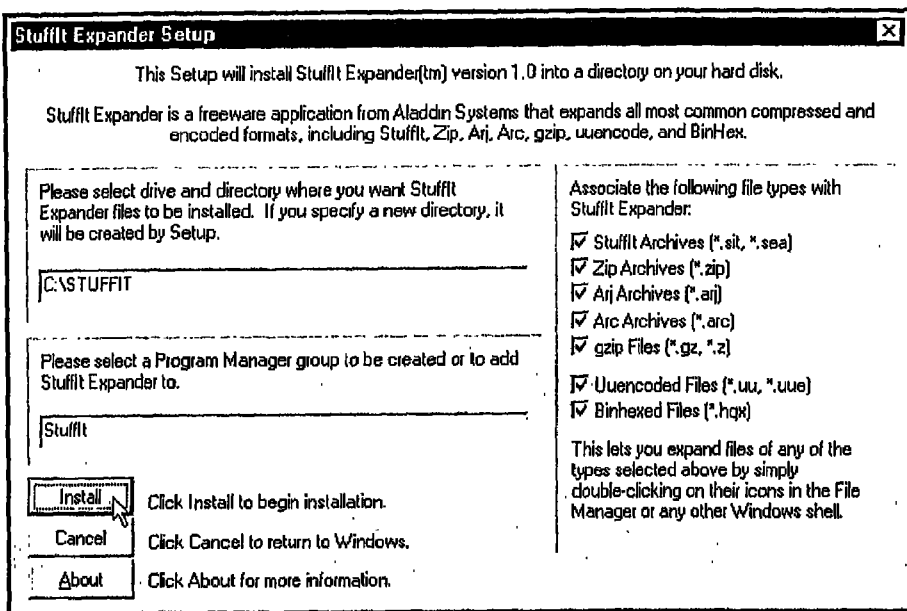 StuffIt Expander Setup
This Setup will install StuffIt Expander(tm) version 1.0 into a directory on your hard disk.
StuffIt Expander is a freeware application from Aladdin Systems that expands all most common compressed and
encoded formats, including StuffIt, Zip, Arj, Arc, gzip, uuencode, and BinHex.
Please select drive and directory where you want StuffIt
Expander files to be installed. If you specify a new directory, it
will be created by Setup.
C:\STUFFIT
Please select a Program Manager group to be created or to add
StuffIt Expander to.
StuffIt
Install
Click Install to begin installation.
Cancel
Click Cancel to return to Windows.
About
Click About for more information.
Associate the following file types with
StuffIt Expander:
StuffIt Archives (*.sit, *.sea)
Zip Archives (*.zip)
Arj Archives (*.arj)
Arc Archives (*.arc)
gzip Files (*.gz, *.z)
Uuencoded Files (*.uu, *.uue)
Binhexed Files (*.hqx)
This lets you expand files of any of the
types selected above by simply
double-clicking on their icons in the File
Manager or any other Windows shell.